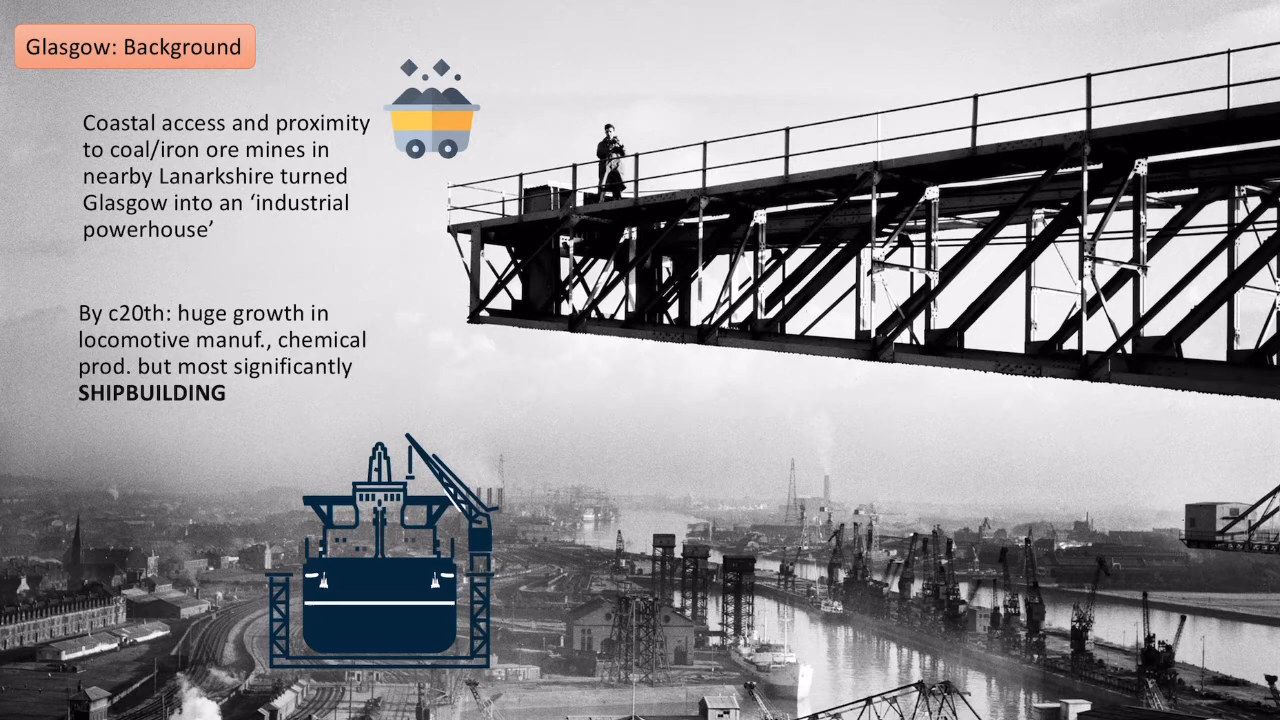 Glasgow: Background
Coastal access and proximity
to coal/iron ore mines in
nearby Lanarkshire turned
Glasgow into an ‘industrial
powerhouse’
By c20th: huge growth in
locomotive manuf., chemical
prod. but most significantly
SHIPBUILDING